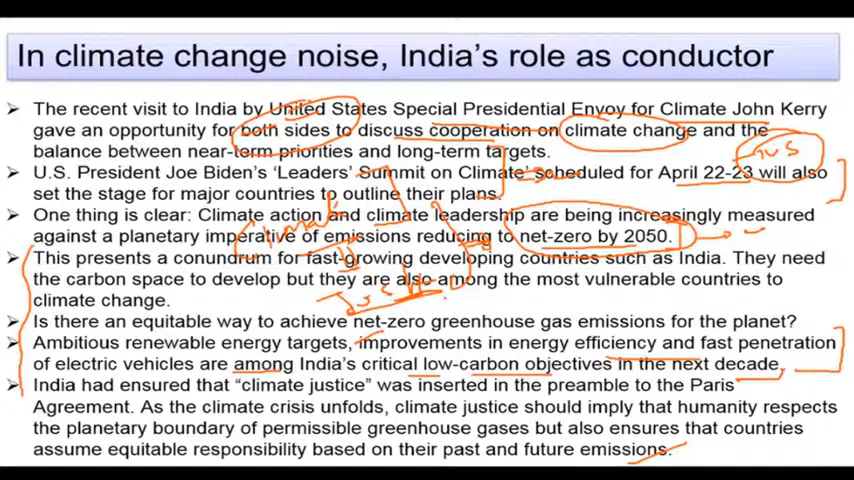 In climate change noise, India's role as conductor
➢ The recent visit to India by United States Special Presidential Envoy for Climate John Kerry
gave an opportunity for both sides to discuss cooperation on climate change and the
balance between near-term priorities and long-term targets.
➢ U.S. President Joe Biden's 'Leaders' Summit on Climate' scheduled for April 22-23 will also
set the stage for major countries to outline their plans.
➢ One thing is clear: Climate action and climate leadership are being increasingly measured
against a planetary imperative of emissions reducing to net-zero by 2050.
➢ This presents a conundrum for fast-growing developing countries such as India. They need
the carbon space to develop but they are also among the most vulnerable countries to
climate change.
➢ Is there an equitable way to achieve net-zero greenhouse gas emissions for the planet?
➢ Ambitious renewable energy targets, improvements in energy efficiency and fast penetration
of electric vehicles are among India's critical low-carbon objectives in the next decade,
➢ India had ensured that “climate justice” was inserted in the preamble to the Paris
Agreement. As the climate crisis unfolds, climate justice should imply that humanity respects
the planetary boundary of permissible greenhouse gases but also ensures that countries
assume equitable responsibility based on their past and future emissions.
Climate